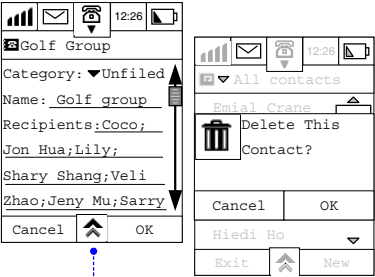 12:26
Golf Group
Category: Unfiled
Name: Golf group
Recipients:Coco;
Jon Hua;Lily;
Shary Shang;Veli
Zhao;Jeny Mu;Sarry
Cancel OK
12:26
All contacts
Emial Crane
Delete This
Contact?
Cancel OK
Hiedi Ho
Exit New